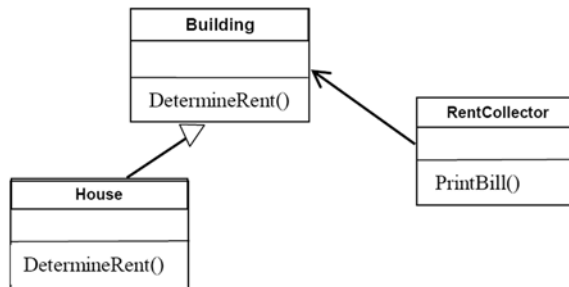 Building
DetermineRent()
RentCollector
PrintBill()
House
DetermineRent()